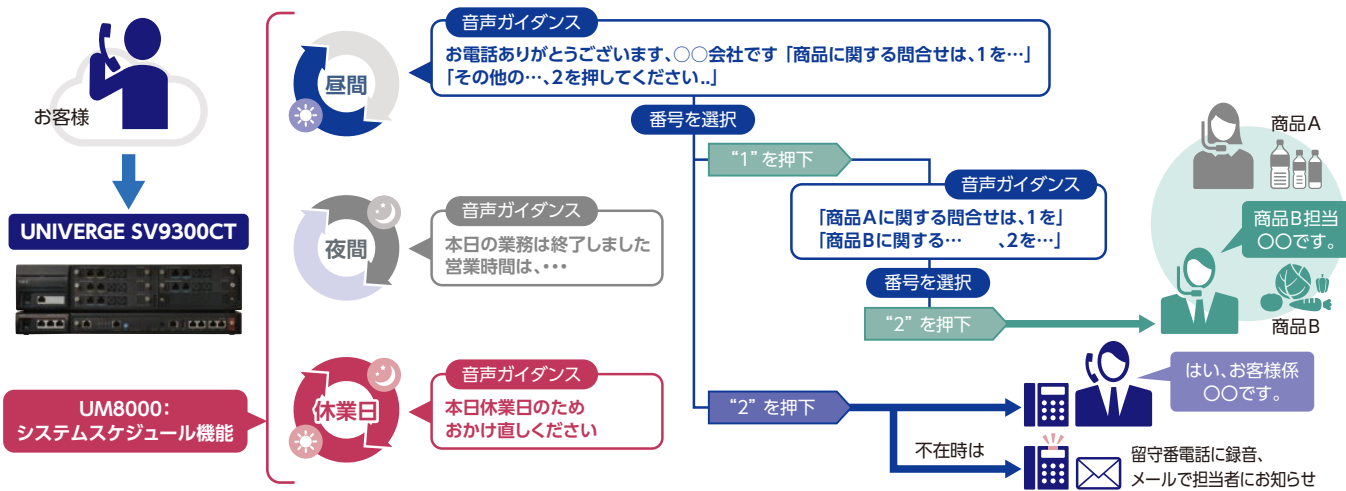 お客様
UNIVERGE SV9300CT
UM8000：
システムスケジュール機能
昼間
音声ガイダンス
お電話ありがとうございます、○○会社です「商品に関する問合せは、1を…」
「その他の…、2を押してください..」
番号を選択
“1”を押下
音声ガイダンス
「商品Aに関する問合せは、1を」
「商品Bに関する… 、2を…」
番号を選択
“2”を押下
商品A
商品B担当
○○です。
商品B
夜間
音声ガイダンス
本日の業務は終了しました
営業時間は、・・・
休業日
音声ガイダンス
本日休業日のため
おかけ直しください
“2”を押下
はい、お客様係
○○です。
不在時は
留守番電話に録音、
メールで担当者にお知らせ